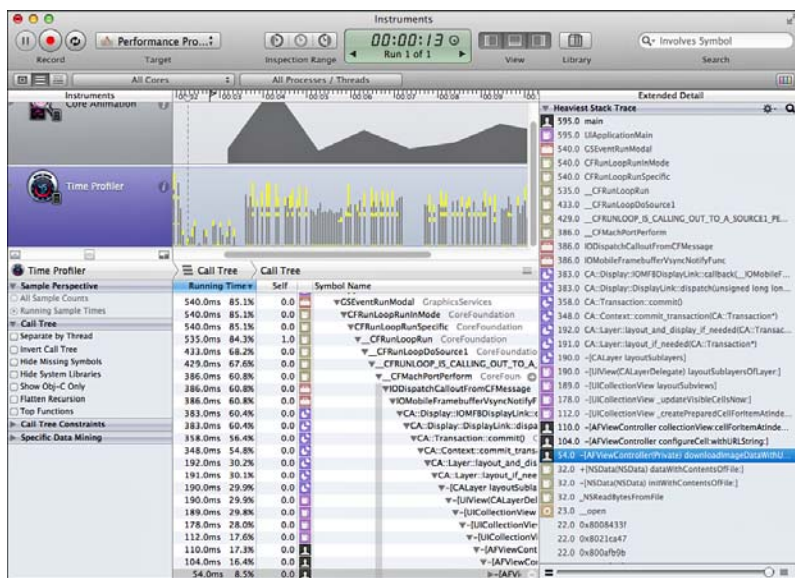 Instruments
Performance Pro...
00:00:13
Run 1 of 1
Involves Symbol
Record
Target
Inspection Range
View
Library
Search
All Cores
All Processes / Threads
Instruments
00:03
00:04
00:05
00:06
00:07
00:08
00:09
Extended Detail
Core Animation
Time Profiler
Heaviest Stack Trace
595.0 main
595.0 UIApplicationMain
540.0 GSEventRunModal
540.0 CFRunLoopRunInMode
540.0 CFRunLoopRunSpecific
535.0 __CFRunLoopRun
433.0 __CFRunLoopDoSource1
429.0 __CFRUNLOOP_IS_CALLING_OUT_TO_A_SOURCE1_PE...
386.0 __CFMachPortPerform
386.0 IODispatchCalloutFromCFMessage
386.0 IOMobileFramebufferVsyncNotifyFunc
383.0 CA::Display::IOMFBDisplayLink::callback(__IOMobileF...
383.0 CA::Display::DisplayLink::dispatch(unsigned long lon...
358.0 CA::Transaction::commit()
348.0 CA::Context::commit_transaction(CA::Transaction*)
192.0 CA::Layer::layout_and_display_if_needed(CA::Transac...
191.0 CA::Layer::layout_if_needed(CA::Transaction*)
190.0 -[CALayer layoutSublayers]
190.0 -[UIView(CALayerDelegate) layoutSublayersOfLayer:]
189.0 -[UICollectionView layoutSubviews]
178.0 -[UICollectionView _updateVisibleCellsNow:]
112.0 -[UICollectionView _createPreparedCellForItemAtInde...
110.0 -[AFViewController collectionView:cellForItemAtInde...
104.0 -[AFViewController configureCell:withURLString:]
54.0 -[AFViewController(Private) downloadImageDataWithU...
32.0 +[NSData(NSData) dataWithContentsOfFile:]
32.0 -[NSData(NSData) initWithContentsOfFile:]
32.0 _NSReadBytesFromFile
23.0 __open
22.0 0x8008433f
22.0 0x8021ca47
22.0 0x800afb9b
Time Profiler
Sample Perspective
All Sample Counts
Running Sample Times
Call Tree
Separate by Thread
Invert Call Tree
Hide Missing Symbols
Hide System Libraries
Show Obj-C Only
Flatten Recursion
Top Functions
Call Tree Constraints
Specific Data Mining
Call Tree
Call Tree
Running Time
Self
Symbol Name
540.0ms 85.1% 0.0 GSEventRunModal GraphicsServices
540.0ms 85.1% 0.0 CFRunLoopRunInMode CoreFoundation
540.0ms 85.1% 0.0 CFRunLoopRunSpecific CoreFoundation
535.0ms 84.3% 1.0 __CFRunLoopRun CoreFoundation
433.0ms 68.2% 0.0 __CFRunLoopDoSource1 CoreFoundation
429.0ms 67.6% 0.0 __CFRUNLOOP_IS_CALLING_OUT_TO_A_
386.0ms 60.8% 0.0 __CFMachPortPerform CoreFoun
386.0ms 60.8% 0.0 IODispatchCalloutFromCFMessage
386.0ms 60.8% 0.0 IOMobileFramebufferVsyncNotifyF
383.0ms 60.4% 0.0 CA::Display::IOMFBDisplayLink::c
383.0ms 60.4% 0.0 CA::Display::DisplayLink::dispa
358.0ms 56.4% 0.0 CA::Transaction::commit()
348.0ms 54.8% 0.0 CA::Context::commit_trans
192.0ms 30.2% 0.0 CA::Layer::layout_and_dis
191.0ms 30.1% 0.0 CA::Layer::layout_if_nee
190.0ms 29.9% 0.0 -[CALayer layoutSubla
190.0ms 29.9% 0.0 -[UIView(CALayerDel
189.0ms 29.8% 0.0 -[UICollectionView
178.0ms 28.0% 0.0 -[UICollectionVie
112.0ms 17.6% 0.0 -[UICollectionVi
110.0ms 17.3% 0.0 -[AFViewCont
104.0ms 16.4% 0.0 -[AFViewCon
54.0ms 8.5% 0.0 -[AFVi